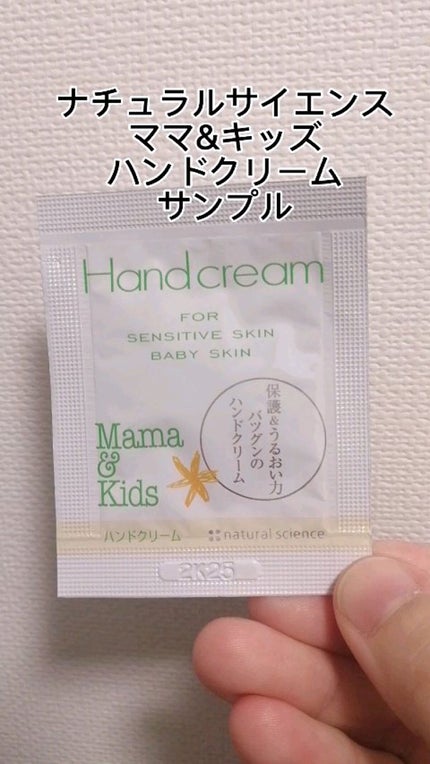 ナチュラルサイエンス
ママ&キッズ
ハンドクリーム
サンプル
Hand cream
FOR
SENSITIVE SKIN
BABY SKIN
保護&うるおい力
バツグンの
ハンドクリーム
Mama
&
Kids
ハンドクリーム
natural science
2K25